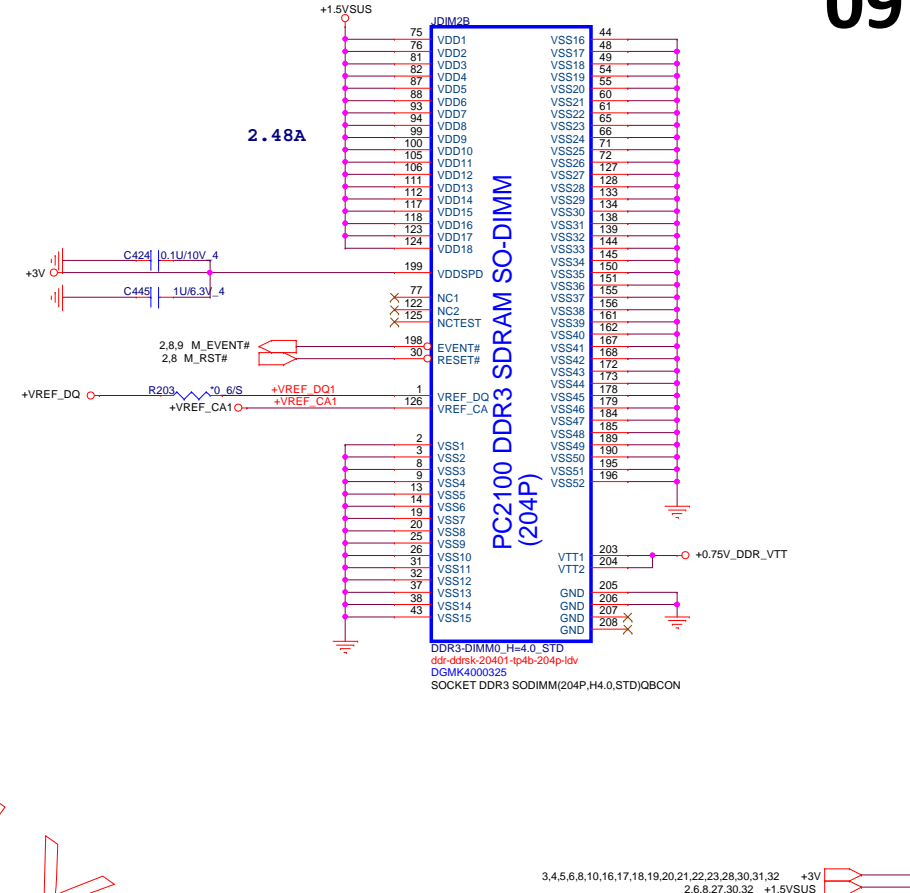 09
+1.5VSUS
JDIM2B
75 VDD1 VSS16 44
76 VDD2 VSS17 48
81 VDD3 VSS18 49
82 VDD4 VSS19 54
87 VDD5 VSS20 55
88 VDD6 VSS21 60
93 VDD7 VSS22 61
94 VDD8 VSS23 65
99 VDD9 VSS24 66
100 VDD10 VSS25 71
105 VDD11 VSS26 72
106 VDD12 VSS27 127
111 VDD13 VSS28 128
112 VDD14 VSS29 133
117 VDD15 VSS30 134
118 VDD16 VSS31 138
123 VDD17 VSS32 139
124 VDD18 VSS33 144
VSS34 145
199 VDDSPD VSS35 150
VSS36 151
77 NC1 VSS37 155
122 NC2 VSS38 156
125 NCTEST VSS39 161
VSS40 162
198 EVENT# VSS41 167
30 RESET# VSS42 168
VSS43 172
VSS44 173
1 VREF_DQ VSS45 178
126 VREF_CA VSS46 179
VSS47 184
VSS48 185
2 VSS1 VSS49 189
3 VSS2 VSS50 190
8 VSS3 VSS51 195
9 VSS4 VSS52 196
13 VSS5
14 VSS6
19 VSS7
20 VSS8
25 VSS9
26 VSS10 VTT1 203
31 VSS11 VTT2 204
32 VSS12
37 VSS13 GND 205
38 VSS14 GND 206
43 VSS15 GND 207
GND 208
PC2100 DDR3 SDRAM SO-DIMM
(204P)
2.48A
C424 0.1U/10V_4
+3V
C445 1U/6.3V_4
2,8,9 M_EVENT#
2,8 M_RST#
+VREF_DQ R203 *0_6/S +VREF_DQ1
+VREF_CA1 +VREF_CA1
+0.75V_DDR_VTT
DDR3-DIMM0_H=4.0_STD
ddr-ddrsk-20401-tp4b-204p-ldv
DGMK4000325
SOCKET DDR3 SODIMM(204P,H4.0,STD)QBCON
3,4,5,6,8,10,16,17,18,19,20,21,22,23,28,30,31,32 +3V
2,6,8,27,30,32 +1.5VSUS